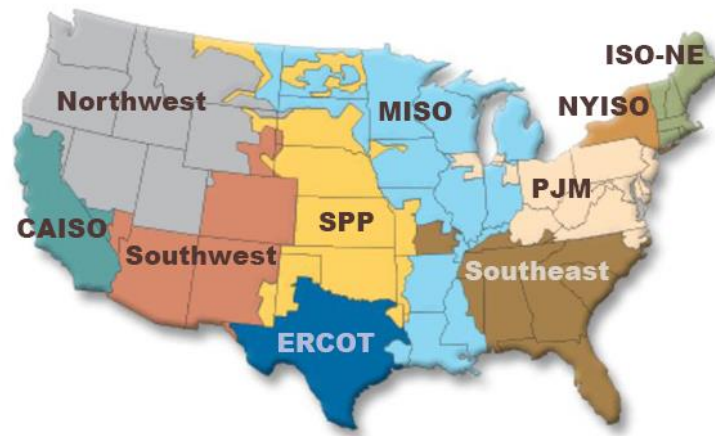 ISO-NE
Northwest
MISO
NYISO
PJM
CAISO
SPP
Southwest
Southeast
ERCOT